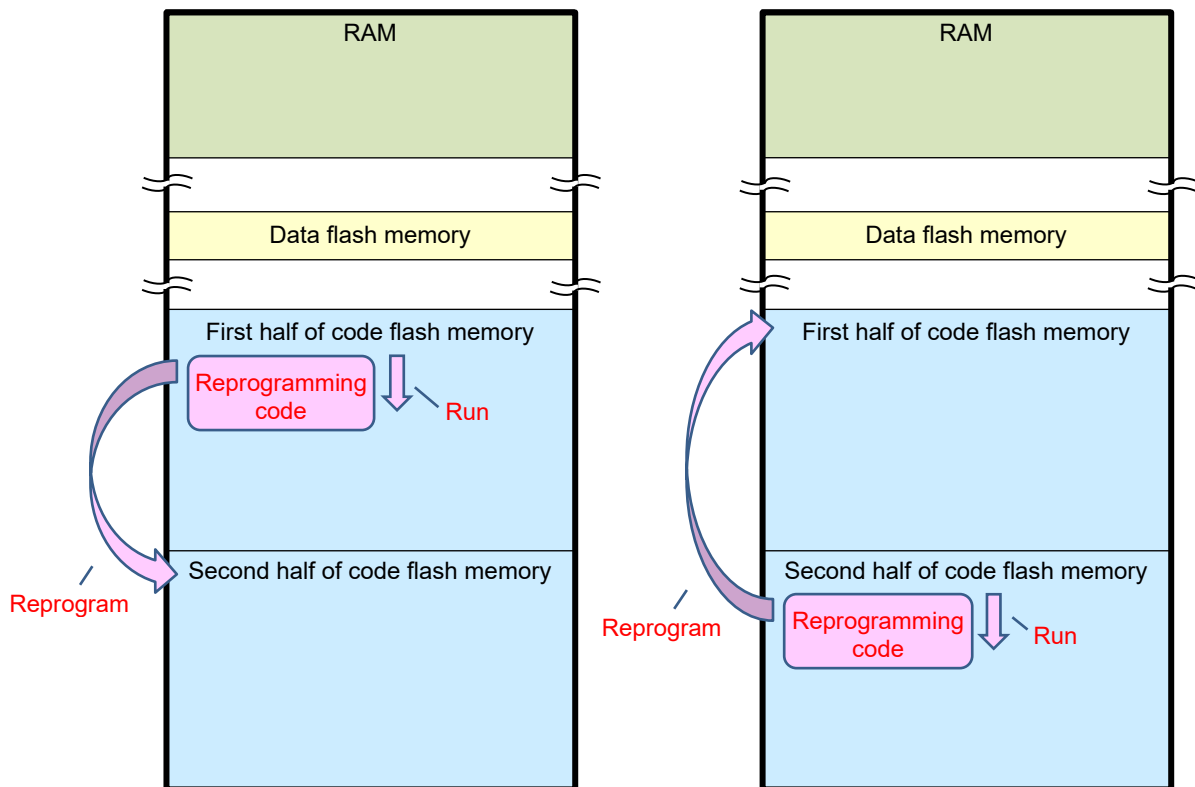 RAM
Data flash memory
First half of code flash memory
Reprogramming
code
Run
Second half of code flash memory
Reprogram
RAM
Data flash memory
First half of code flash memory
Second half of code flash memory
Reprogramming
code
Run
Reprogram